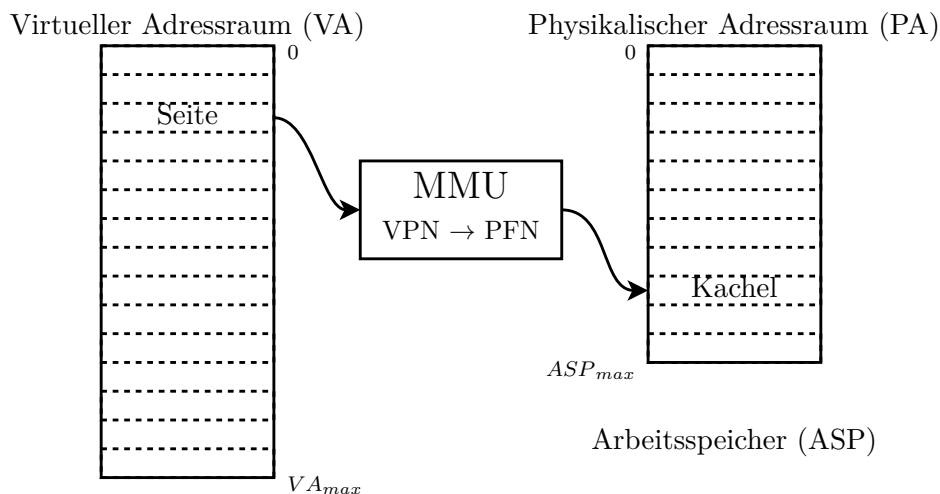 Virtueller Adressraum (VA)
Physikalischer Adressraum (PA)
0
0
Seite
MMU
VPN → PFN
Kachel
ASP_max
Arbeitsspeicher (ASP)
VA_max